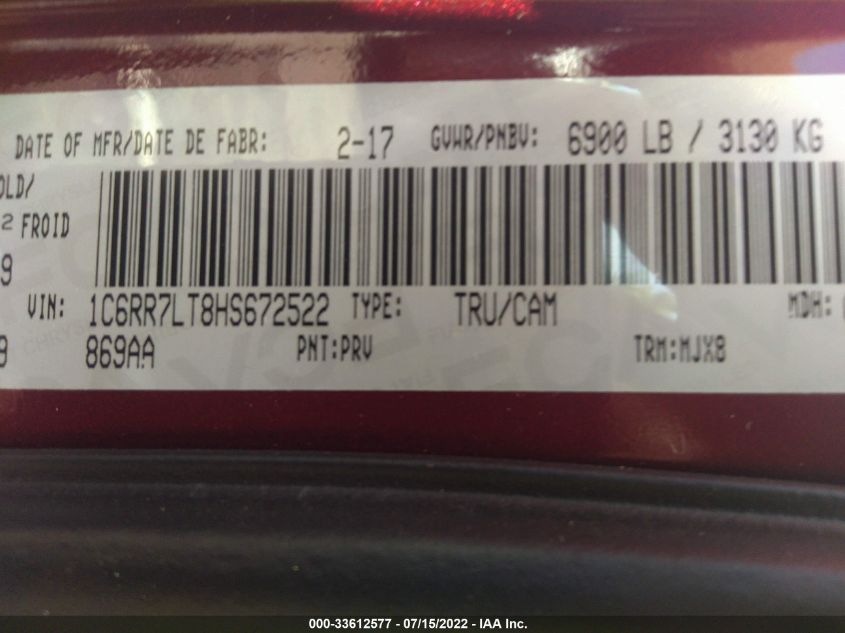 DATE OF MFR/DATE DE FABR: 2-17 GVWR/PNBV: 6900 LB / 3130 KG
OLD/
2 FROID
9
VIN: 1C6RR7LT8HS672522 TYPE: TRU/CAM MDH:
9 869AA PNT:PRV TRM:MJX8
000-33612577 - 07/15/2022 - IAA Inc.